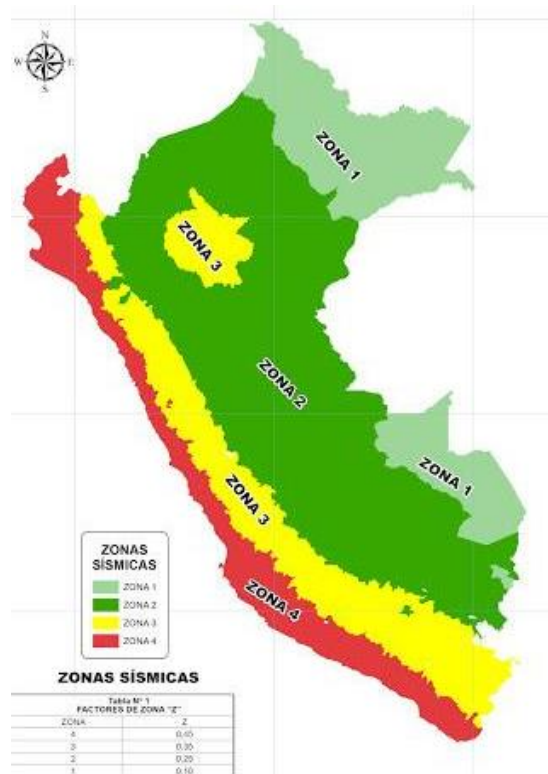 N
W E
S
ZONA 1
ZONA 3
ZONA 2
ZONA 1
ZONA 3
ZONA 4
ZONAS
SÍSMICAS
ZONA 1
ZONA 2
ZONA 3
ZONA 4
ZONAS SÍSMICAS
Tabla N° 1
FACTORES DE ZONA "Z"
ZONA Z
4 0,45
3 0,35
2 0,25
1 0,10